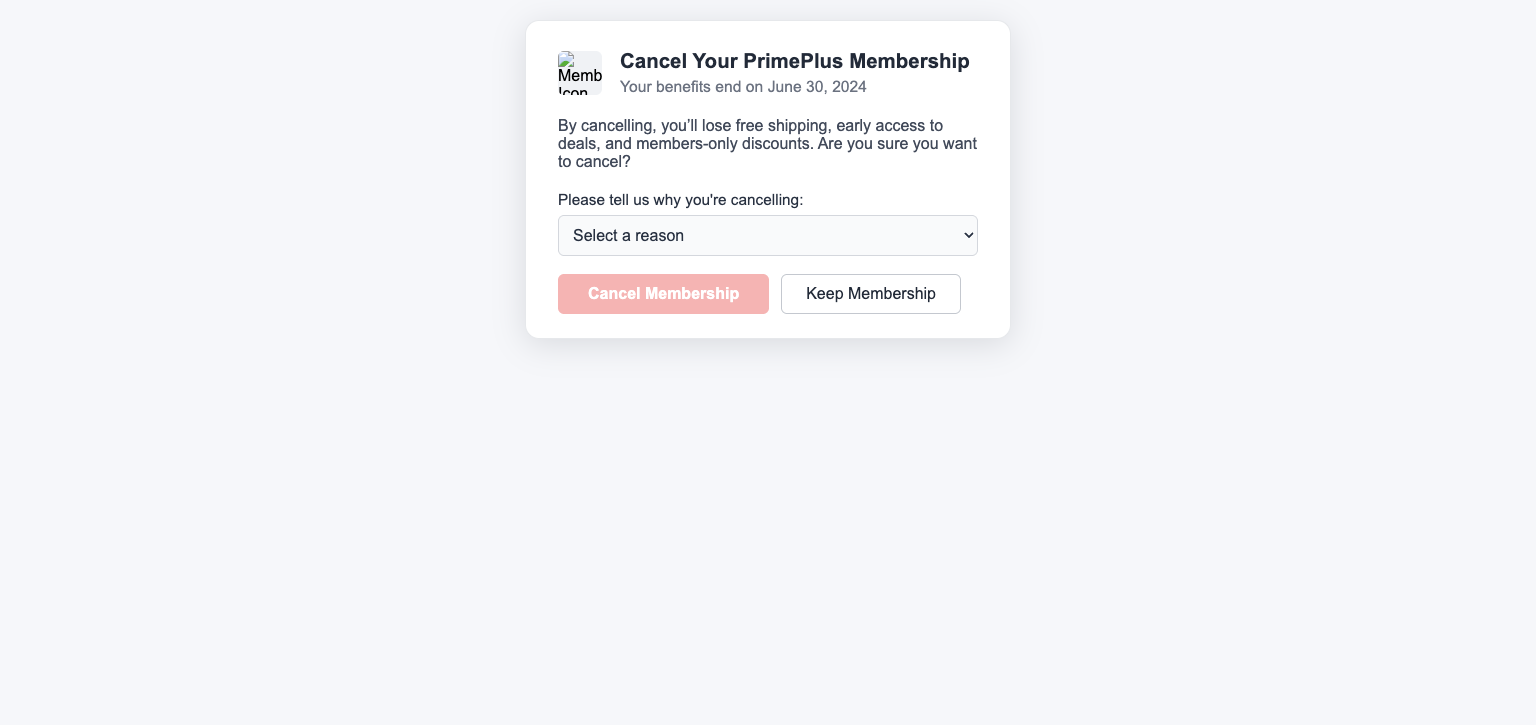 Cancel Your PrimePlus Membership
Your benefits end on June 30, 2024
Memb
Icon
By cancelling, you’ll lose free shipping, early access to
deals, and members-only discounts. Are you sure you want
to cancel?
Please tell us why you're cancelling:
Select a reason
Cancel Membership
Keep Membership